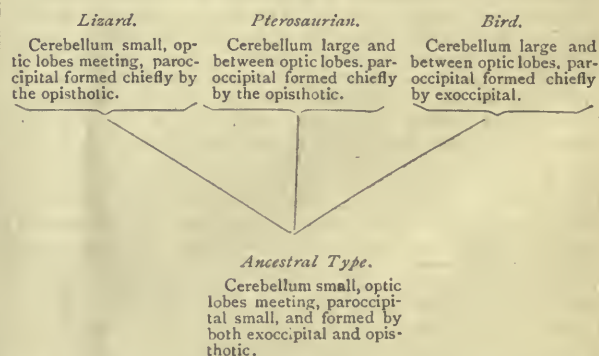 Lizard.
Cerebellum small, op-
tic lobes meeting, paroc-
cipital formed chiefly by
the opisthotic.
Pterosaurian.
Cerebellum large and
between optic lobes. par-
occipital formed chiefly
by the opisthotic.
Bird.
Cerebellum large and
between optic lobes, par-
occipital formed chiefly
by exoccipital.
Ancestral Type.
Cerebellum small, optic
lobes meeting, paroccipi-
tal small, and formed by
both exoccipital and opis-
thotic.